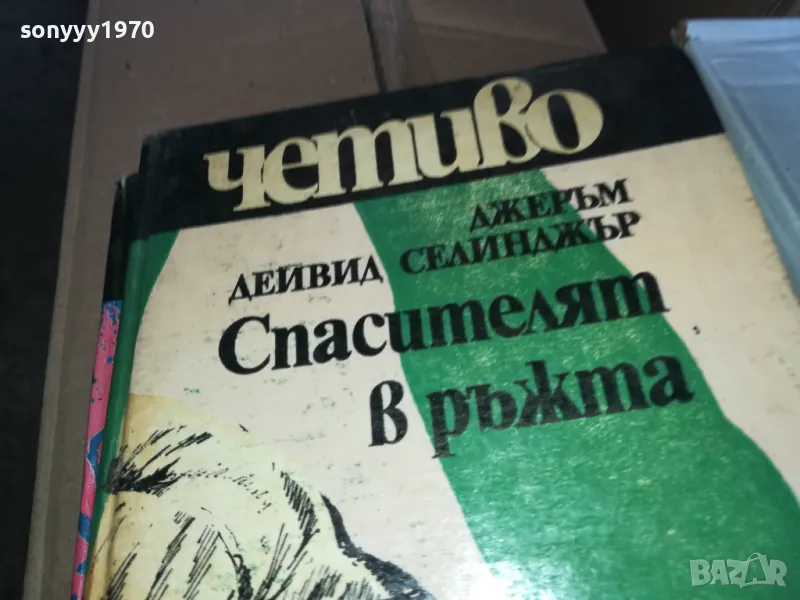 sonyyy1970
четиво
ДЖЕРЪМ
ДЕЙВИД СЕЛИНДЖЪР
Спасителят
в ръжта
BAZAR